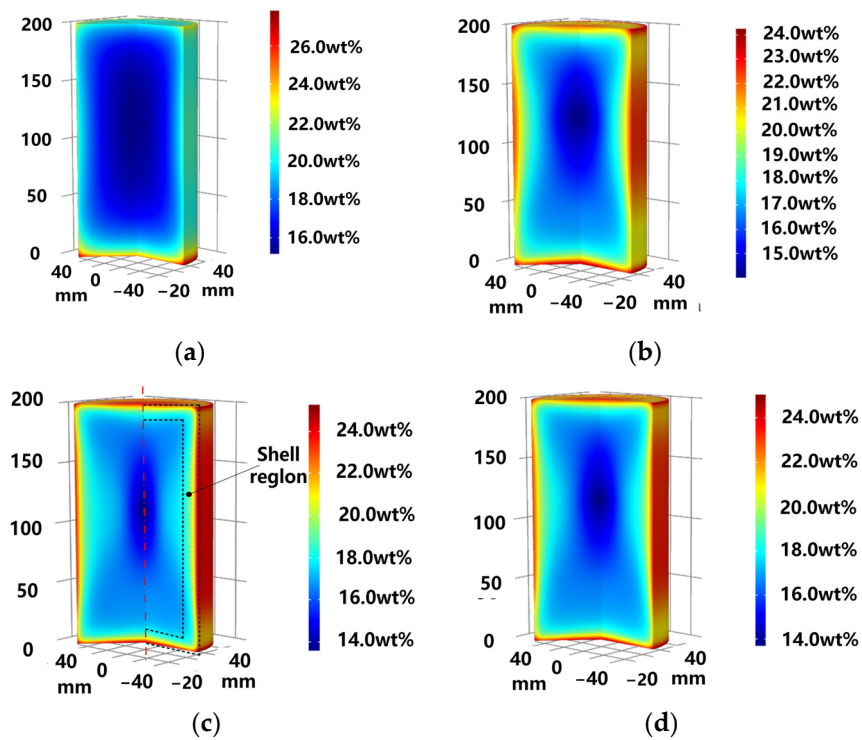 200
150
100
50
0
40
0
-40
-20
40
mm
mm
26.0wt%
24.0wt%
22.0wt%
20.0wt%
18.0wt%
16.0wt%
(a)
200
150
100
50
0
40
0
-40
-20
40
mm
mm
24.0wt%
23.0wt%
22.0wt%
21.0wt%
20.0wt%
19.0wt%
18.0wt%
17.0wt%
16.0wt%
15.0wt%
(b)
200
150
100
50
0
40
0
-40
-20
40
mm
mm
Shell
reglon
24.0wt%
22.0wt%
20.0wt%
18.0wt%
16.0wt%
14.0wt%
(c)
200
150
100
50
0
40
0
-40
-20
40
mm
mm
24.0wt%
22.0wt%
20.0wt%
18.0wt%
16.0wt%
14.0wt%
(d)